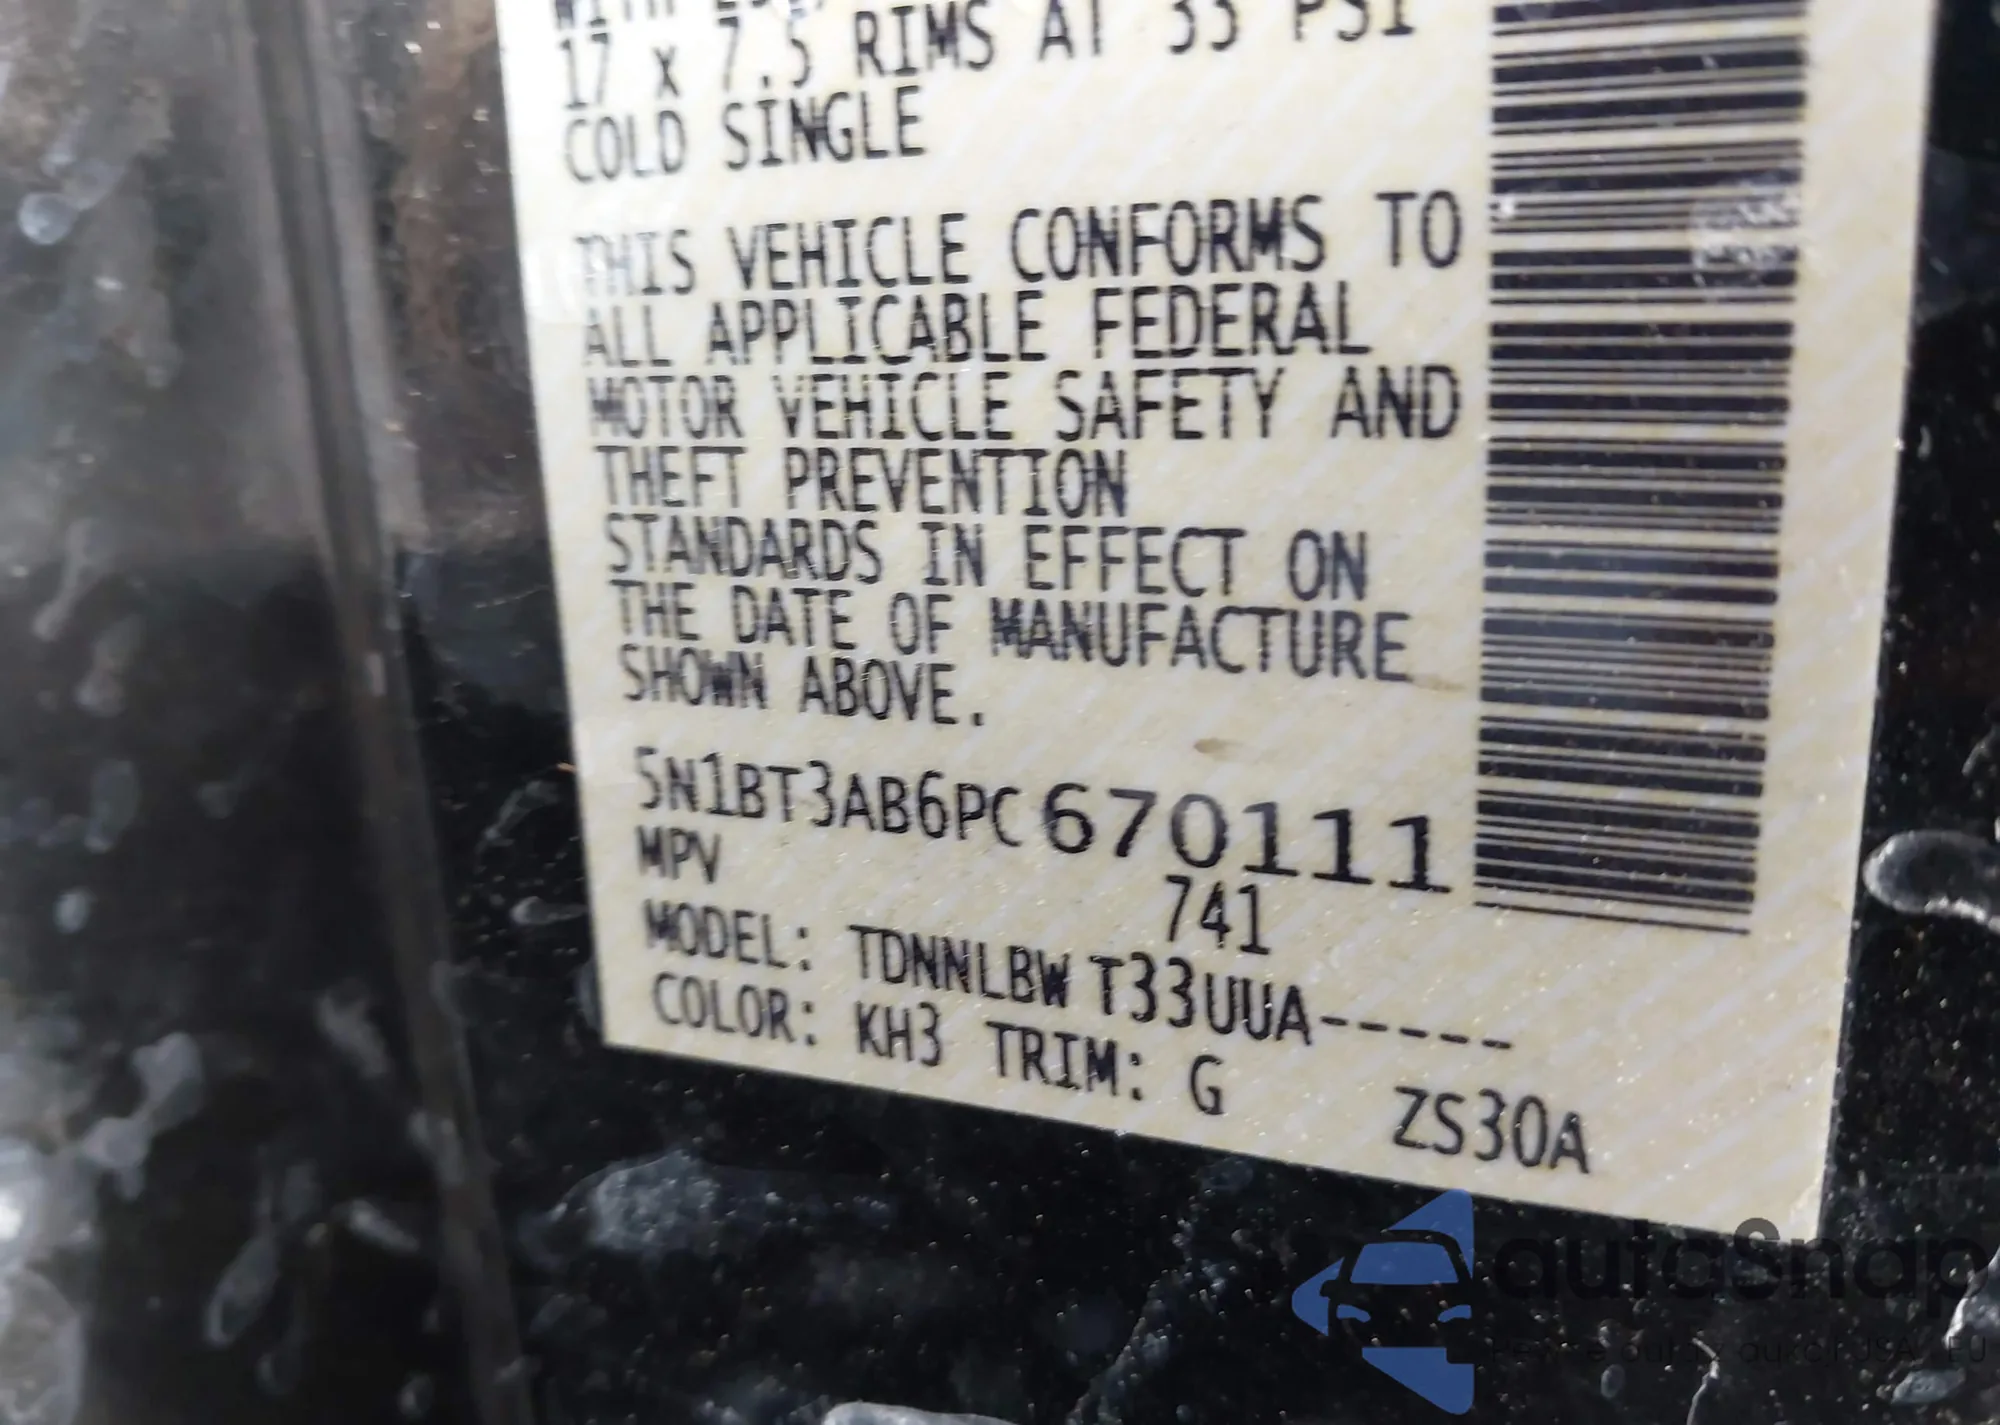 17 x 7.5 RIMS AT 33 PSI
COLD SINGLE
THIS VEHICLE CONFORMS TO
ALL APPLICABLE FEDERAL
MOTOR VEHICLE SAFETY AND
THEFT PREVENTION
STANDARDS IN EFFECT ON
THE DATE OF MANUFACTURE
SHOWN ABOVE.
5N1BT3AB6PC670111
MPV
741
MODEL: TDNNLBW T33UUA-----
COLOR: KH3 TRIM: G
ZS30A
autaSnap